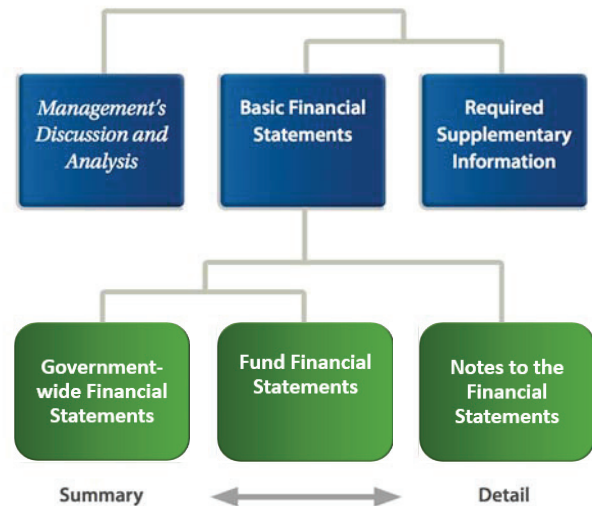 Management's
Discussion and
Analysis
Basic Financial
Statements
Required
Supplementary
Information
Government-
wide Financial
Statements
Fund Financial
Statements
Notes to the
Financial
Statements
Summary
Detail